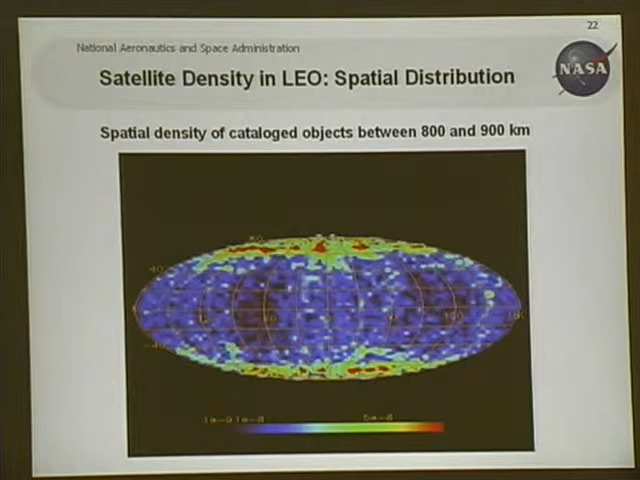 22
National Aeronautics and Space Administration
NASA
Satellite Density in LEO: Spatial Distribution
Spatial density of cataloged objects between 800 and 900 km